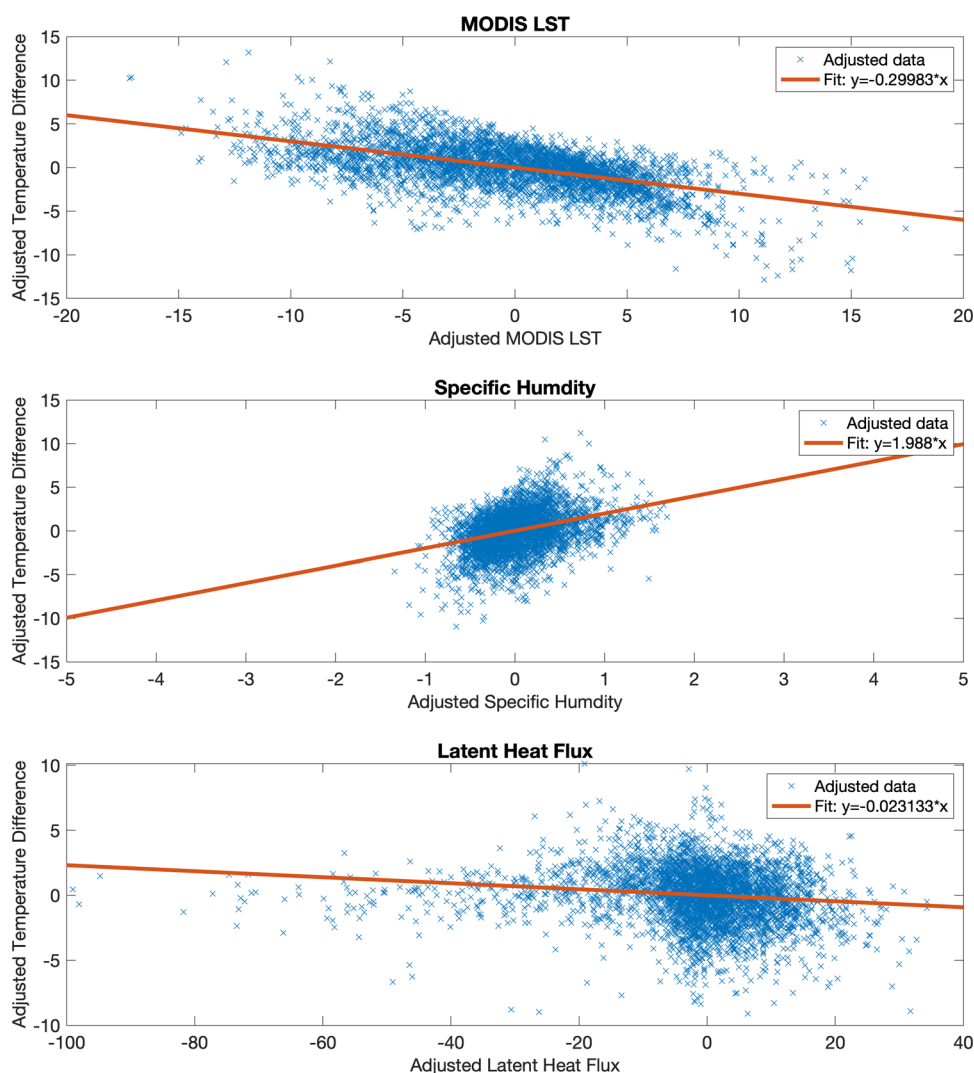 MODIS LST
15
10
5
0
-5
-10
-15
Adjusted Temperature Difference
Adjusted data
Fit: y=-0.29983*x
-20 -15 -10 -5 0 5 10 15 20
Adjusted MODIS LST
Specific Humdity
15
10
5
0
-5
-10
-15
Adjusted Temperature Difference
Adjusted data
Fit: y=1.988*x
-5 -4 -3 -2 -1 0 1 2 3 4 5
Adjusted Specific Humidity
Latent Heat Flux
10
5
0
-5
-10
Adjusted Temperature Difference
Adjusted data
Fit: y=-0.023133*x
-100 -80 -60 -40 -20 0 20 40
Adjusted Latent Heat Flux